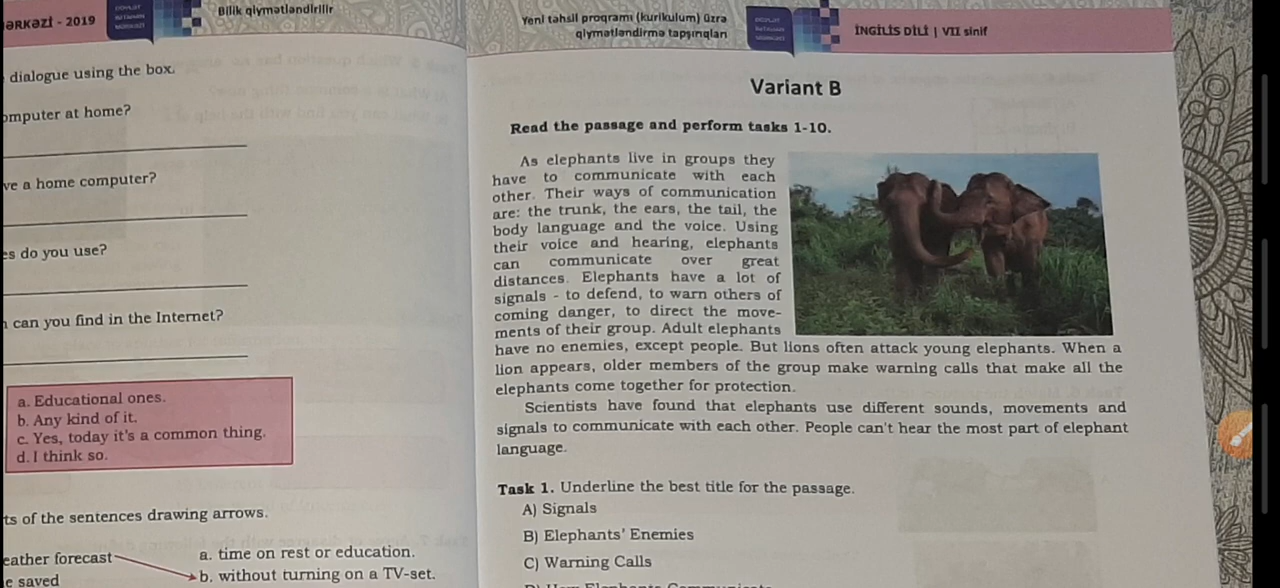 ƏRKƏZİ - 2019
Bilik qiymətləndirilir
dialogue using the box.
omputer at home?
ve a home computer?
es do you use?
can you find in the Internet?
a. Educational ones.
b. Any kind of it.
c. Yes, today it's a common thing.
d. I think so.
ts of the sentences drawing arrows.
eather forecast
a. time on rest or education.
e saved
b. without turning on a TV-set.
Yeni təhsil proqramı (kurikulum) üzrə
qiymətləndirmə tapşırıqları
İNGİLİS DİLİ | VII sinif
Variant B
Read the passage and perform tasks 1-10.
As elephants live in groups they
have to communicate with each
other. Their ways of communication
are: the trunk, the ears, the tail, the
body language and the voice. Using
their voice and hearing, elephants
can communicate over great
distances. Elephants have a lot of
signals - to defend, to warn others of
coming danger, to direct the move-
ments of their group. Adult elephants
have no enemies, except people. But lions often attack young elephants. When a
lion appears, older members of the group make warning calls that make all the
elephants come together for protection.
Scientists have found that elephants use different sounds, movements and
signals to communicate with each other. People can't hear the most part of elephant
language.
Task 1. Underline the best title for the passage.
A) Signals
B) Elephants' Enemies
C) Warning Calls
D) How Elephants Communicate